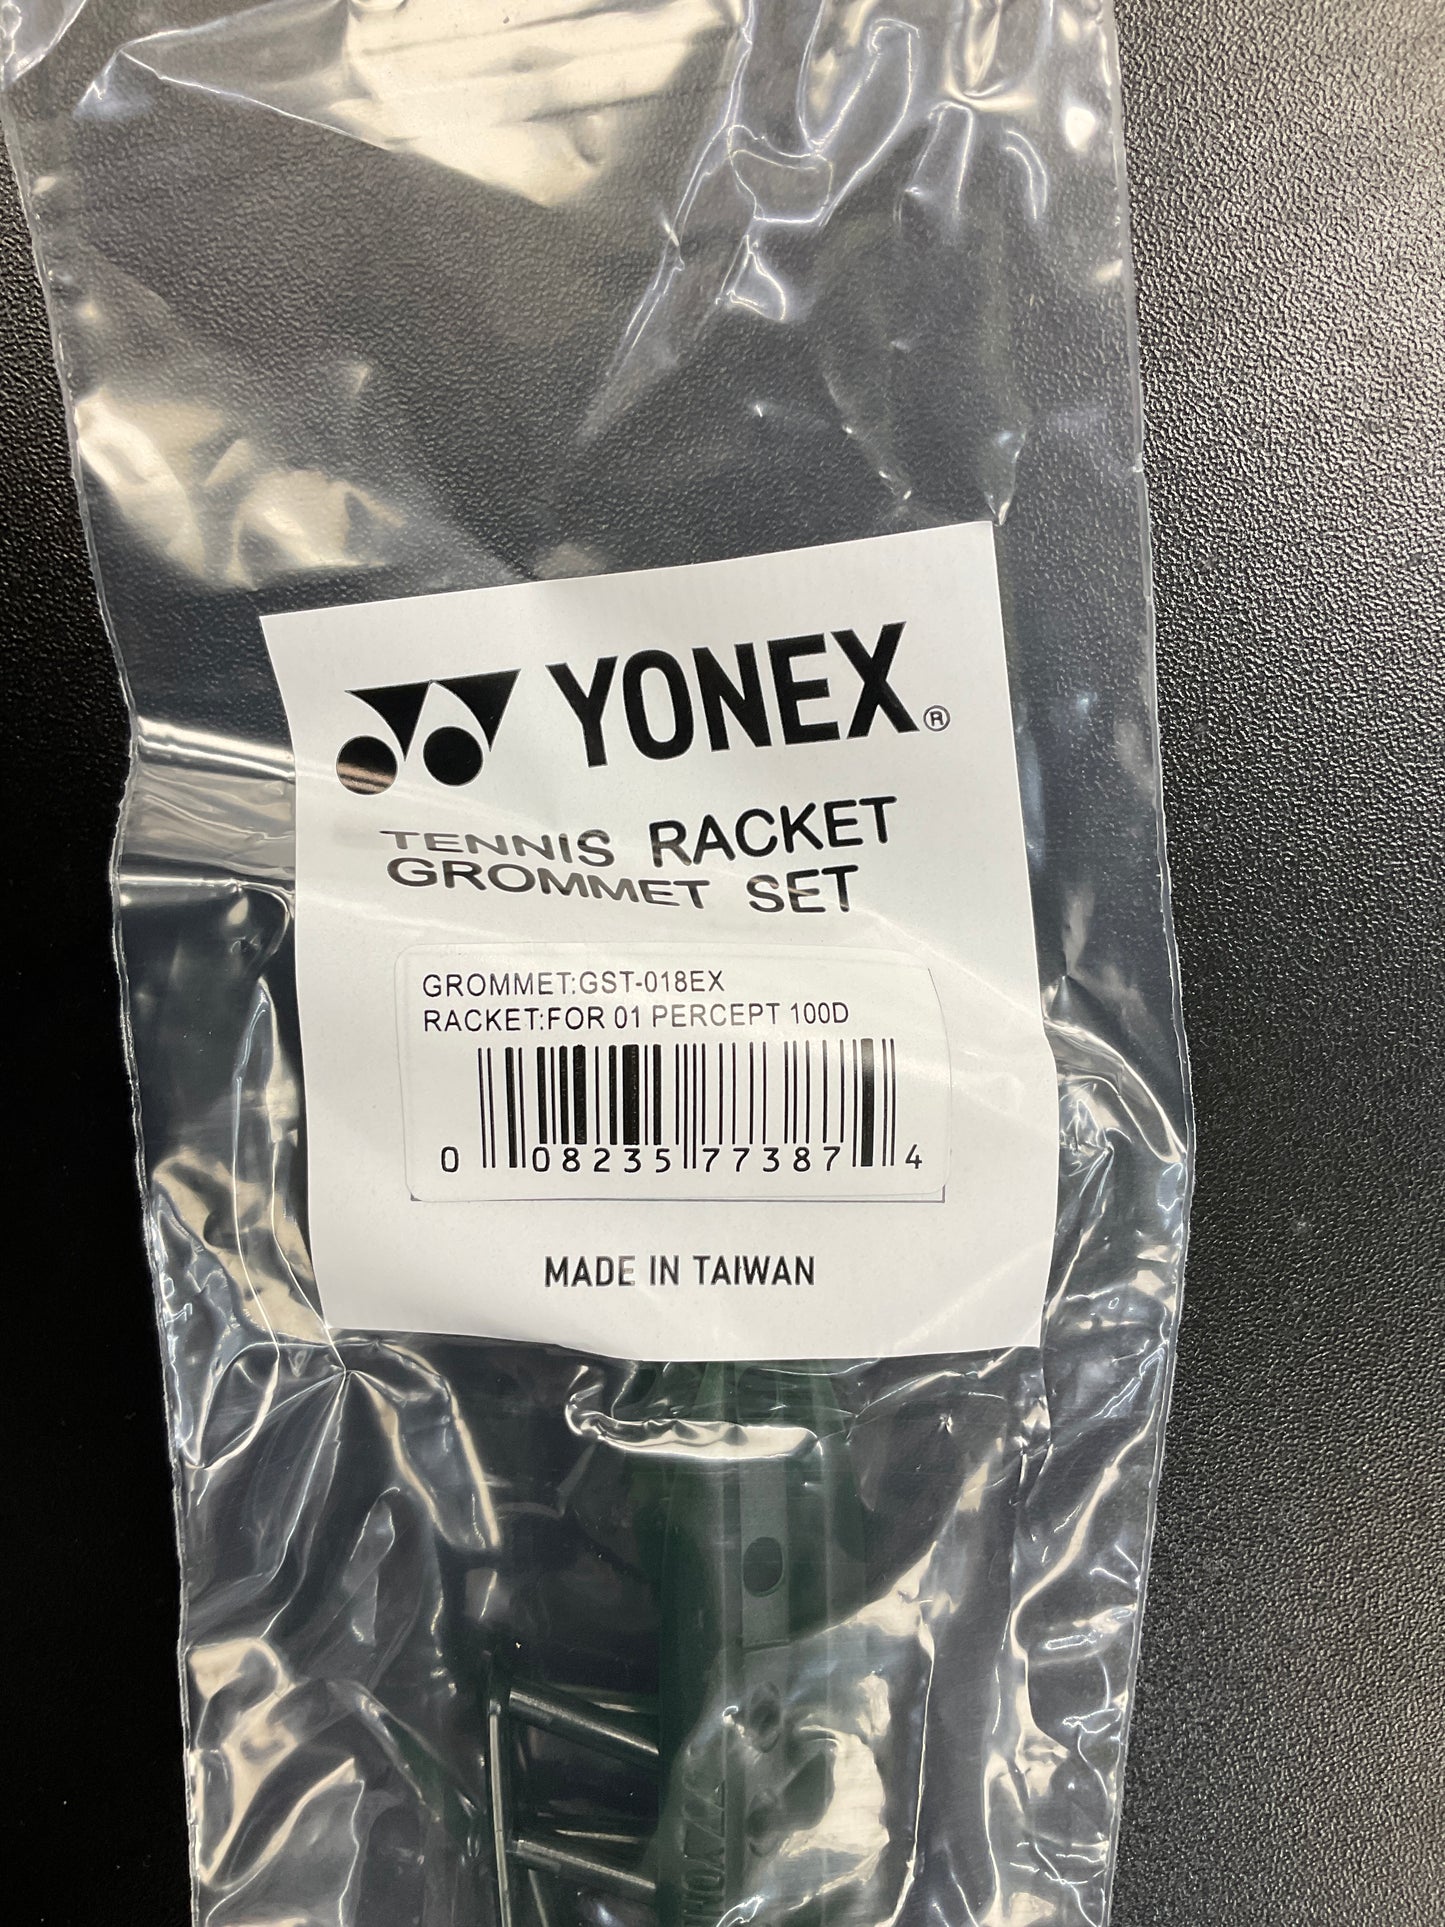 YONEX®
TENNIS RACKET
GROMMET SET
GROMMET:GST-018EX
RACKET:FOR 01 PERCEPT 100D
0 08235 77387 4
MADE IN TAIWAN